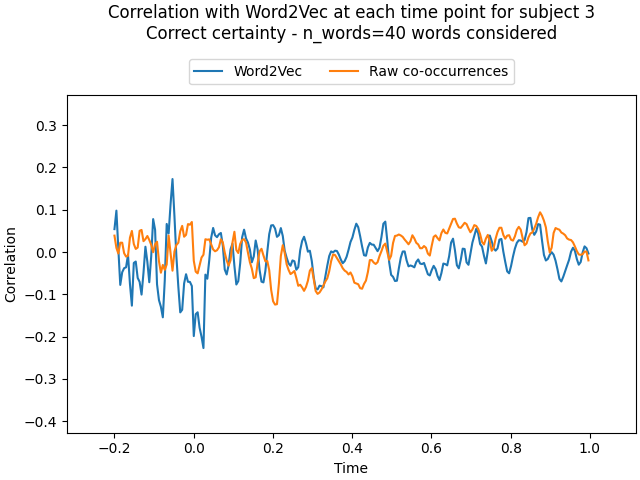 Correlation with Word2Vec at each time point for subject 3
Correct certainty - n_words=40 words considered
Word2Vec
Raw co-occurrences
0.3
0.2
0.1
0.0
−0.1
−0.2
−0.3
−0.4
Correlation
−0.2
0.0
0.2
0.4
0.6
0.8
1.0
Time